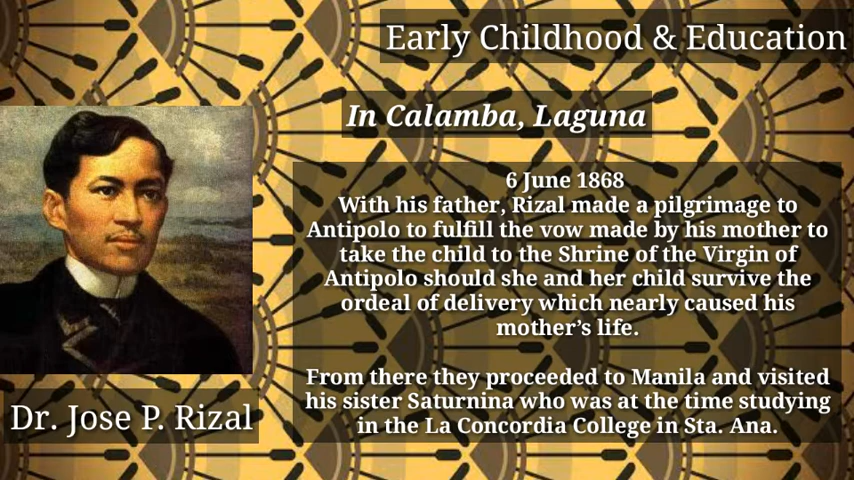 Early Childhood & Education
In Calamba, Laguna
6 June 1868
With his father, Rizal made a pilgrimage to
Antipolo to fulfill the vow made by his mother to
take the child to the Shrine of the Virgin of
Antipolo should she and her child survive the
ordeal of delivery which nearly caused his
mother’s life.
From there they proceeded to Manila and visited
his sister Saturnina who was at the time studying
in the La Concordia College in Sta. Ana.
Dr. Jose P. Rizal